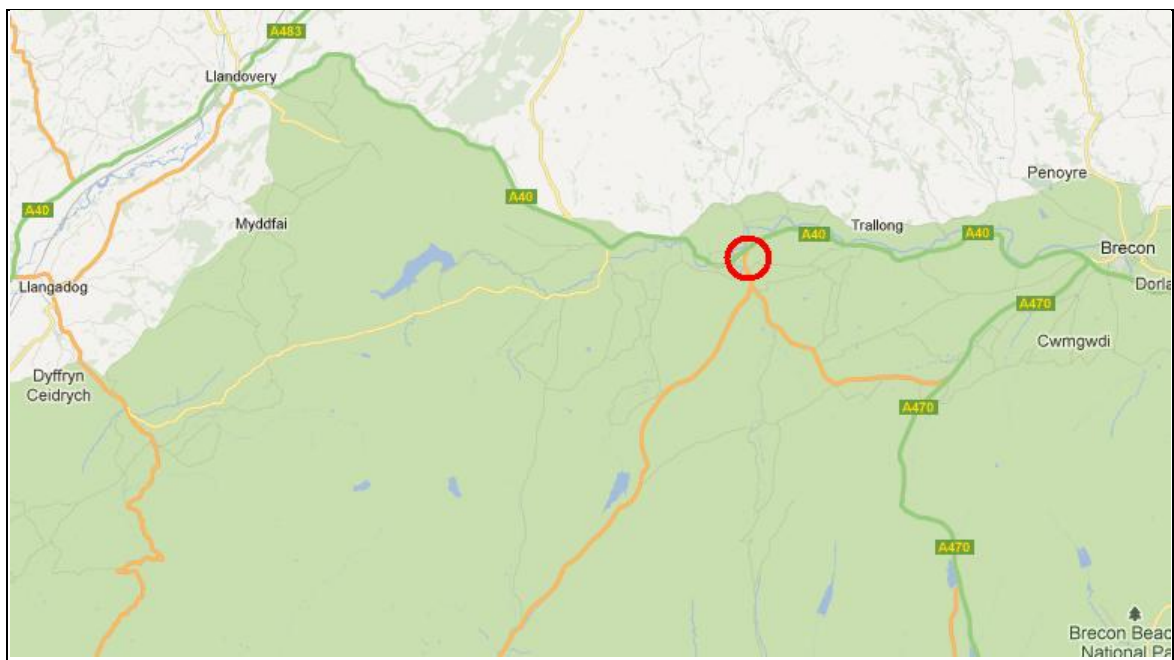 A483
Llandovery
A40
A40
Myddfai
Llangadog
Dyffryn
Ceidrych
Penoyre
Trallong
A40
A40
Brecon
Dorla
A470
Cwmgwdi
A470
A470
Brecon Beac
National Pa